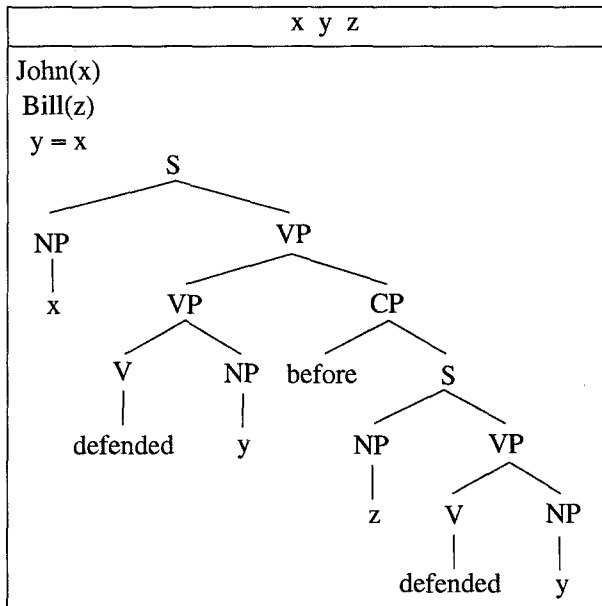 x y z
John(x)
Bill(z)
y = x
S
NP VP
x VP CP
V NP before S
defended y NP VP
z V NP
defended y